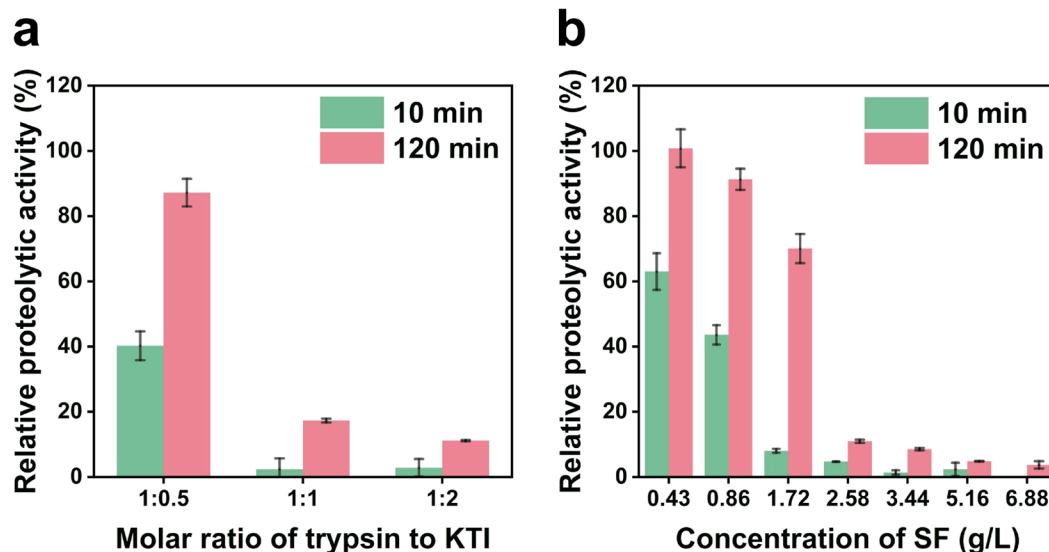 a
Relative proteolytic activity (%)
120
100
80
60
40
20
0
10 min
120 min
1:0.5 1:1 1:2
Molar ratio of trypsin to KTI
b
Relative proteolytic activity (%)
120
100
80
60
40
20
0
10 min
120 min
0.43 0.86 1.72 2.58 3.44 5.16 6.88
Concentration of SF (g/L)